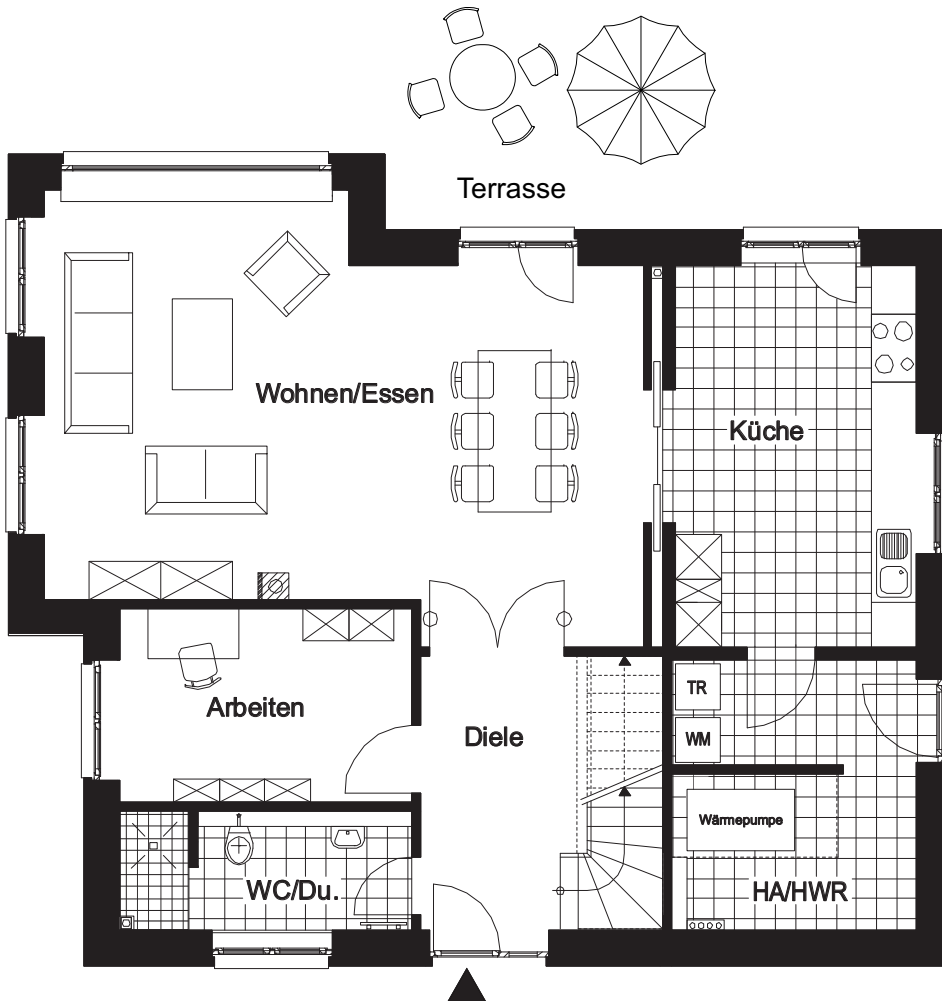 Terrasse
Wohnen/Essen
Küche
TR
Arbeiten
Diele
WM
Wärmepumpe
WC/Du.
HA/HWR